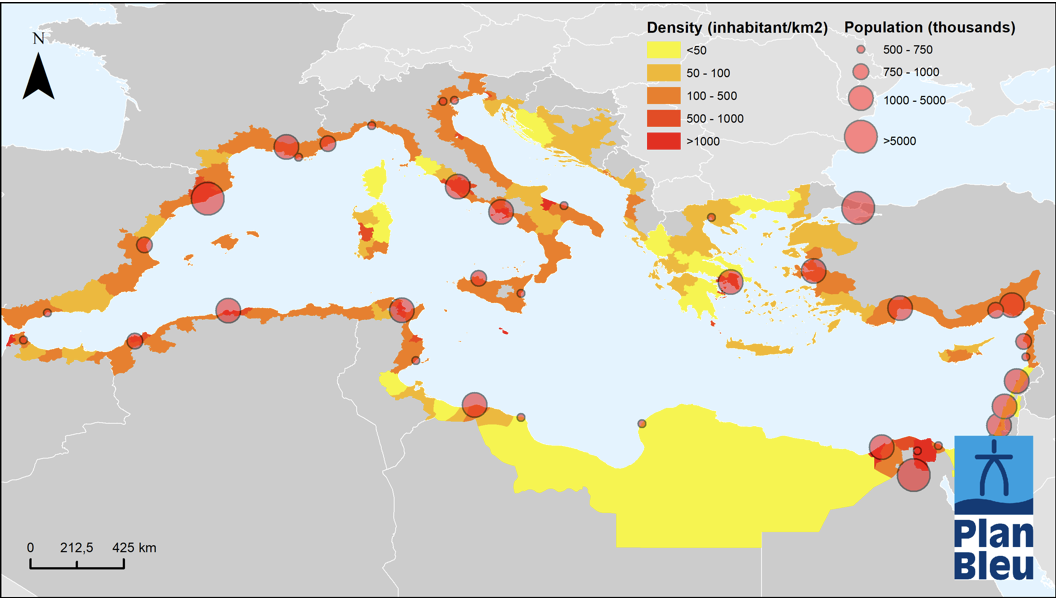 N
Density (inhabitant/km2)
<50
50 - 100
100 - 500
500 - 1000
>1000
Population (thousands)
500 - 750
750 - 1000
1000 - 5000
>5000
0 212,5 425 km
Plan
Bleu